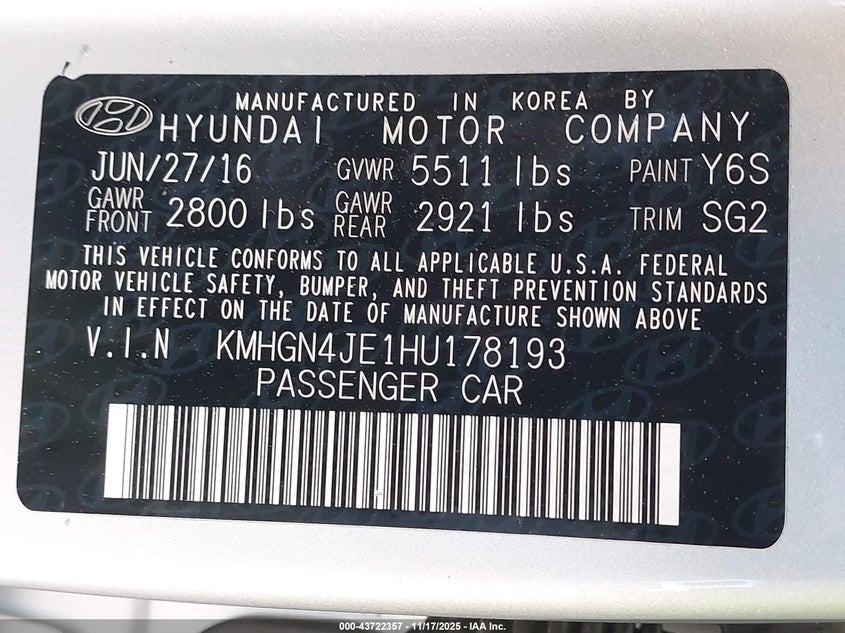 MANUFACTURED IN KOREA BY
HYUNDAI MOTOR COMPANY
JUN/27/16 GVWR 5511 lbs PAINT Y6S
GAWR FRONT 2800 lbs GAWR REAR 2921 lbs TRIM SG2
THIS VEHICLE CONFORMS TO ALL APPLICABLE U.S.A. FEDERAL
MOTOR VEHICLE SAFETY, BUMPER, AND THEFT PREVENTION STANDARDS
IN EFFECT ON THE DATE OF MANUFACTURE SHOWN ABOVE
V.I.N KMHGN4JE1HU178193
PASSENGER CAR
000-43722357 - 11/17/2025 - IAA Inc.